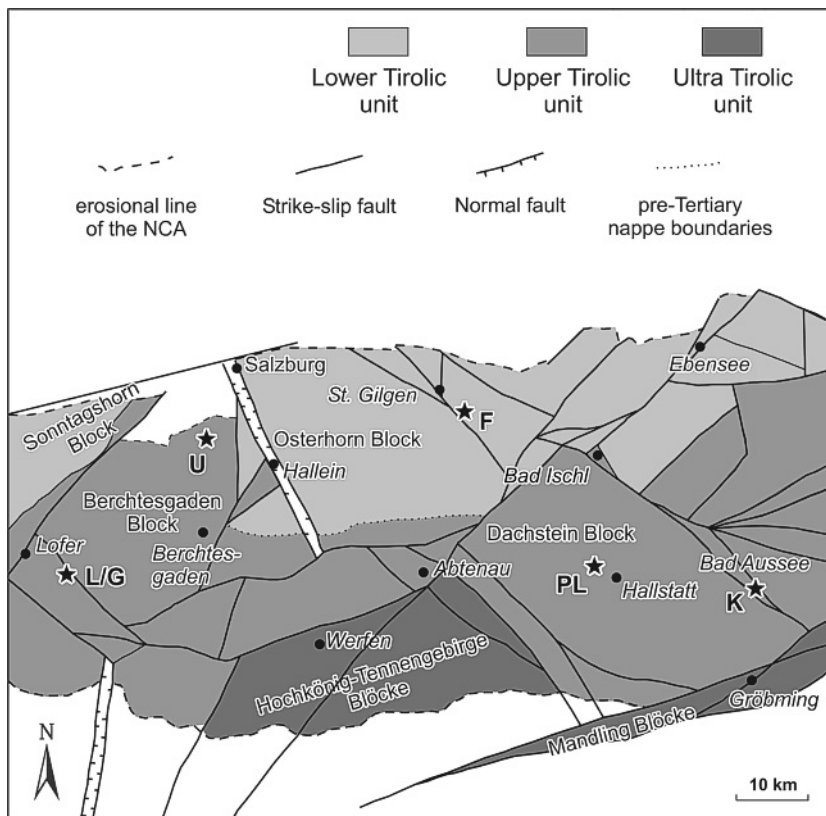 Lower Tirolic
unit
Upper Tirolic
unit
Ultra Tirolic
unit
erosional line
of the NCA
Strike-slip fault
Normal fault
pre-Tertiary
nappe boundaries
Salzburg
Ebensee
Sonntagshorn
Block
St. Gilgen
F
Osterhorn Block
U
Hallein
Bad Ischl
Berchtesgaden
Block
Dachstein Block
Lofer
Berchtes-
gaden
L/G
Abtenau
PL
Hallstatt
Bad Aussee
K
Werfen
Hochkönig-Tennengebirge
Blöcke
Gröbming
Mandling Blöcke
N
10 km